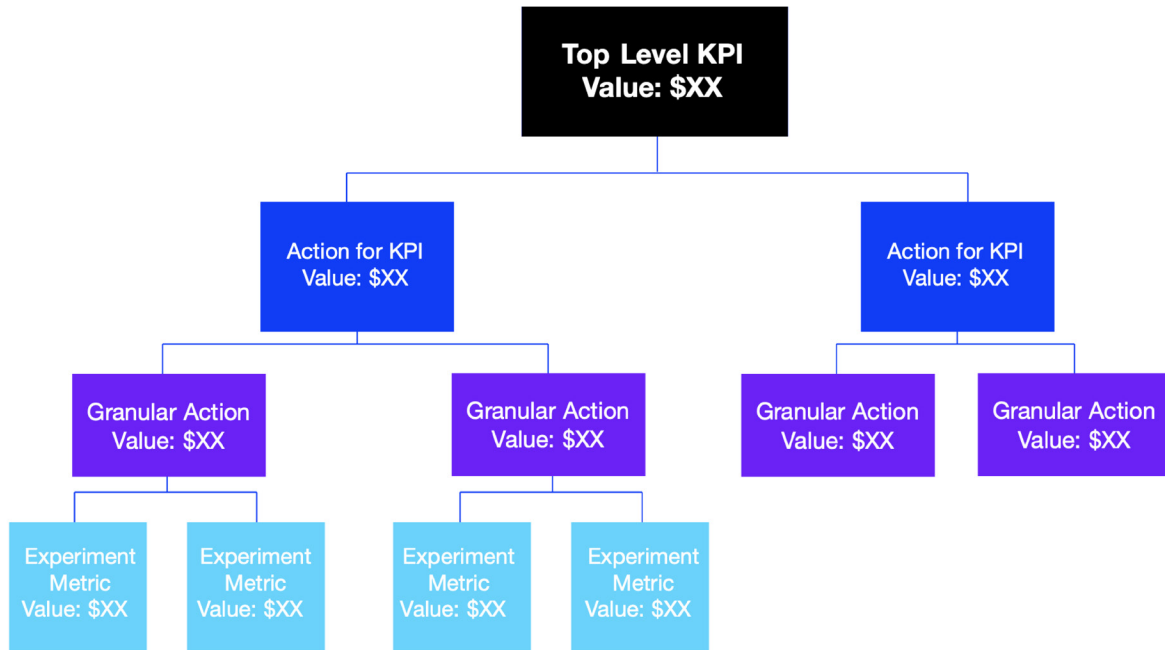 Top Level KPI
Value: $XX
Action for KPI
Value: $XX
Action for KPI
Value: $XX
Granular Action
Value: $XX
Granular Action
Value: $XX
Granular Action
Value: $XX
Granular Action
Value: $XX
Experiment
Metric
Value: $XX
Experiment
Metric
Value: $XX
Experiment
Metric
Value: $XX
Experiment
Metric
Value: $XX